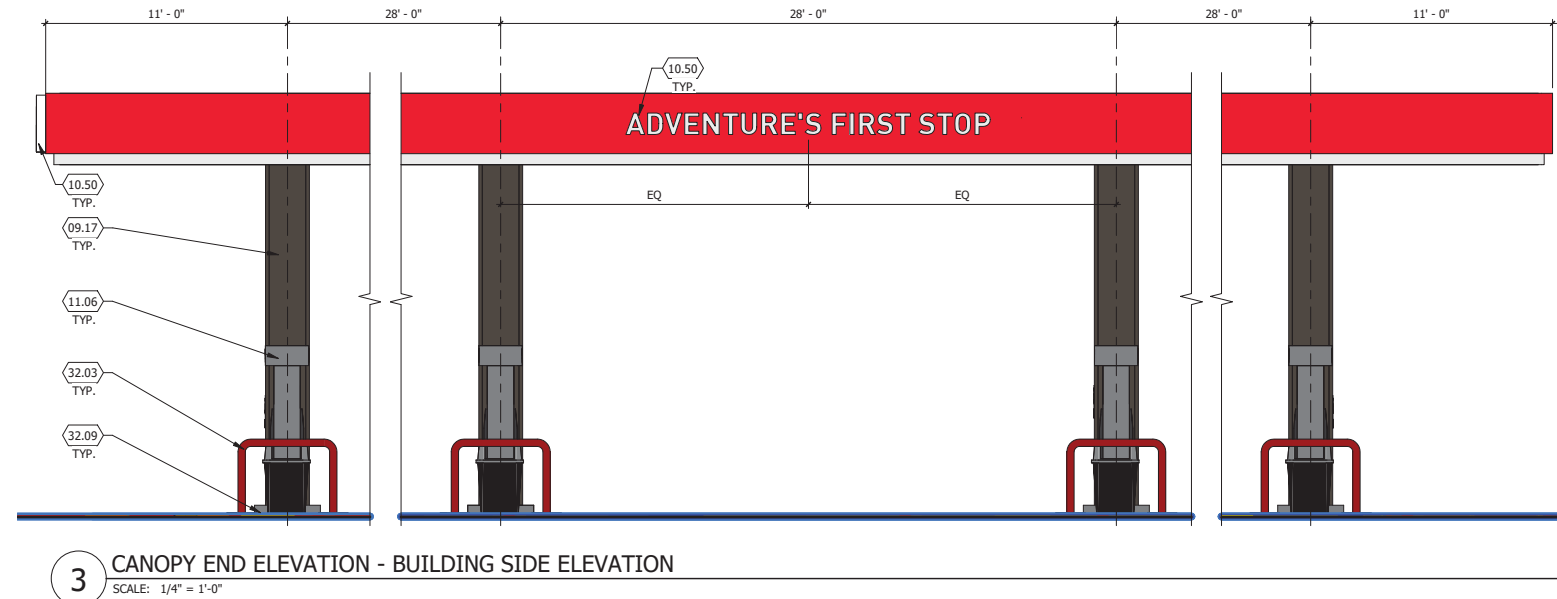 11' - 0"
28' - 0"
28' - 0"
28' - 0"
11' - 0"
10.50
TYP.
ADVENTURE'S FIRST STOP
10.50
TYP.
EQ
EQ
09.17
TYP.
11.06
TYP.
32.03
TYP.
32.09
TYP.
3
CANOPY END ELEVATION - BUILDING SIDE ELEVATION
SCALE: 1/4" = 1'-0"